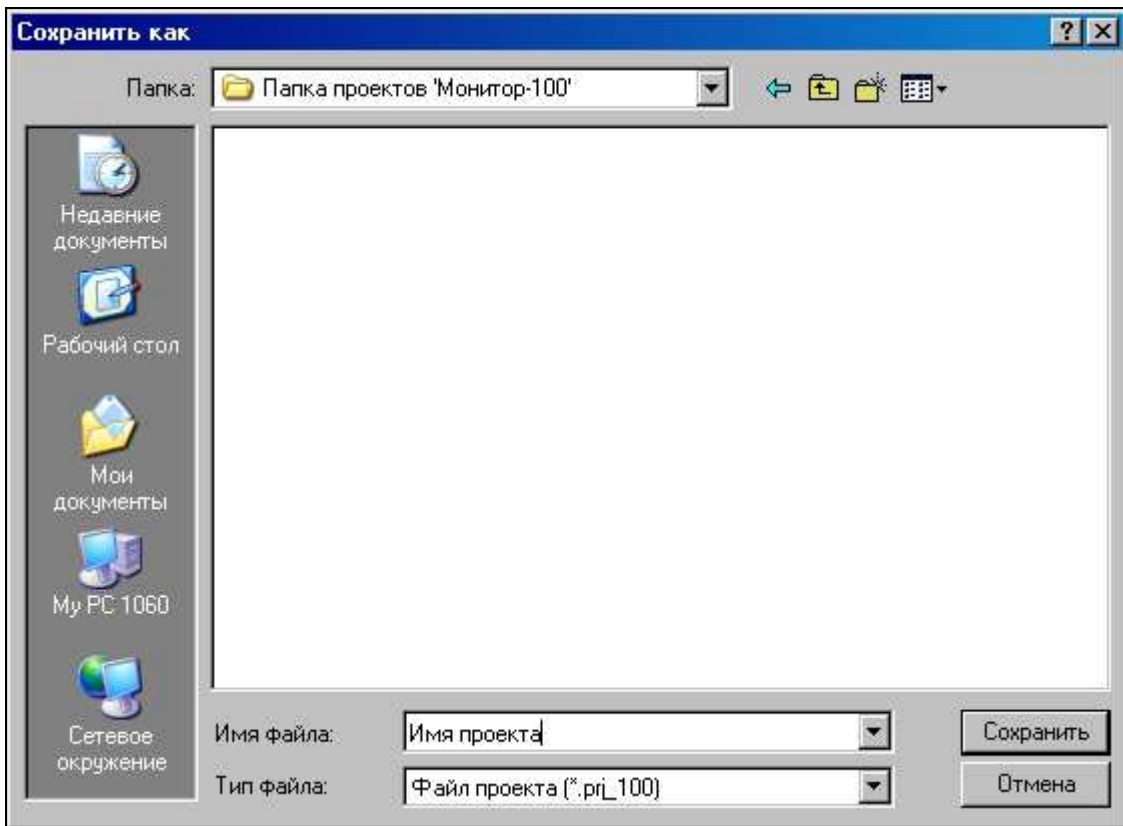 Сохранить как
Папка:
Папка проектов 'Монитор-100'
Недавние
документы
Рабочий стол
Мои
документы
My PC 1060
Сетевое
окружение
Имя файла:
Имя проекта
Сохранить
Тип файла:
Файл проекта (*.prj_100)
Отмена